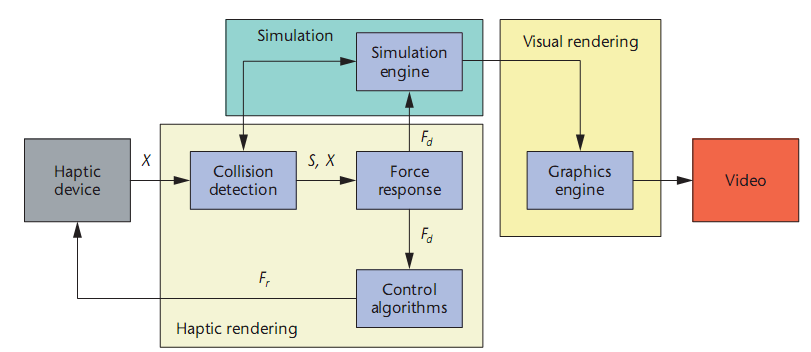 Simulation
Simulation
engine
Visual rendering
F_d
Haptic
device
X
Collision
detection
S, X
Force
response
Graphics
engine
Video
F_d
F_r
Control
algorithms
Haptic rendering